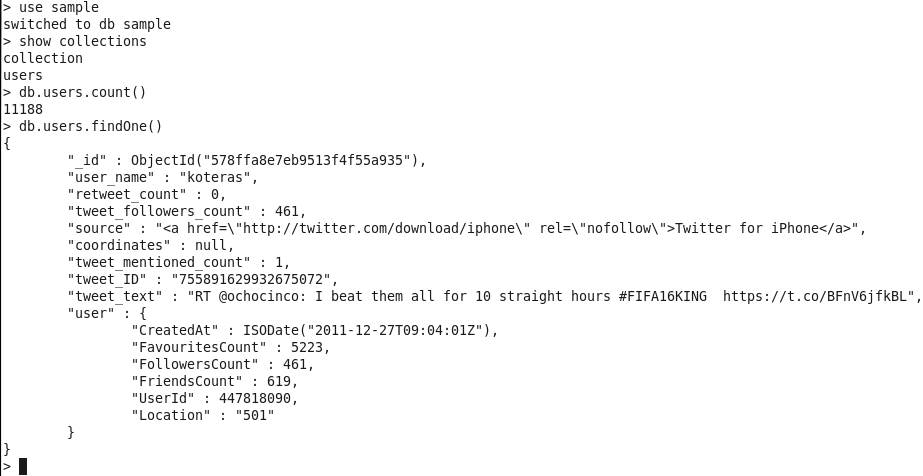 > use sample
switched to db sample
> show collections
collection
users
> db.users.count()
11188
> db.users.findOne()
{
        "_id" : ObjectId("578ffa8e7eb9513f4f55a935"),
        "user_name" : "koteras",
        "retweet_count" : 0,
        "tweet_followers_count" : 461,
        "source" : "<a href=\"http://twitter.com/download/iphone\" rel=\"nofollow\">Twitter for iPhone</a>",
        "coordinates" : null,
        "tweet_mentioned_count" : 1,
        "tweet_ID" : "755891629932675072",
        "tweet_text" : "RT @ochocinco: I beat them all for 10 straight hours #FIFA16KING  https://t.co/BFnV6jfkBL",
        "user" : {
                "CreatedAt" : ISODate("2011-12-27T09:04:01Z"),
                "FavouritesCount" : 5223,
                "FollowersCount" : 461,
                "FriendsCount" : 619,
                "UserId" : 447818090,
                "Location" : "501"
        }
}
>